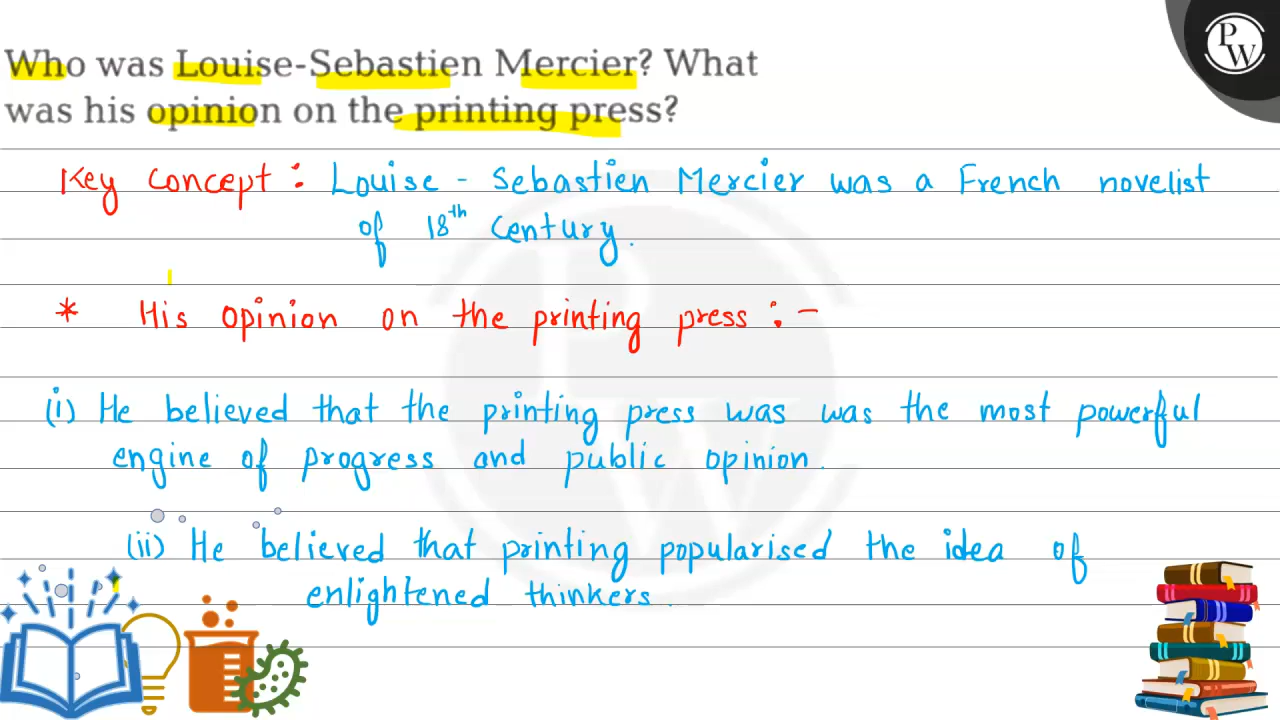 Who was Louise-Sebastien Mercier? What
was his opinion on the printing press?
Key concept : Louise - Sebastien Mercier was a French novelist
of 18th century.
* His opinion on the printing press : -
(i) He believed that the printing press was was the most powerful
engine of progress and public opinion.
(ii) He believed that printing popularised the idea of
enlightened thinkers.
PW
PW